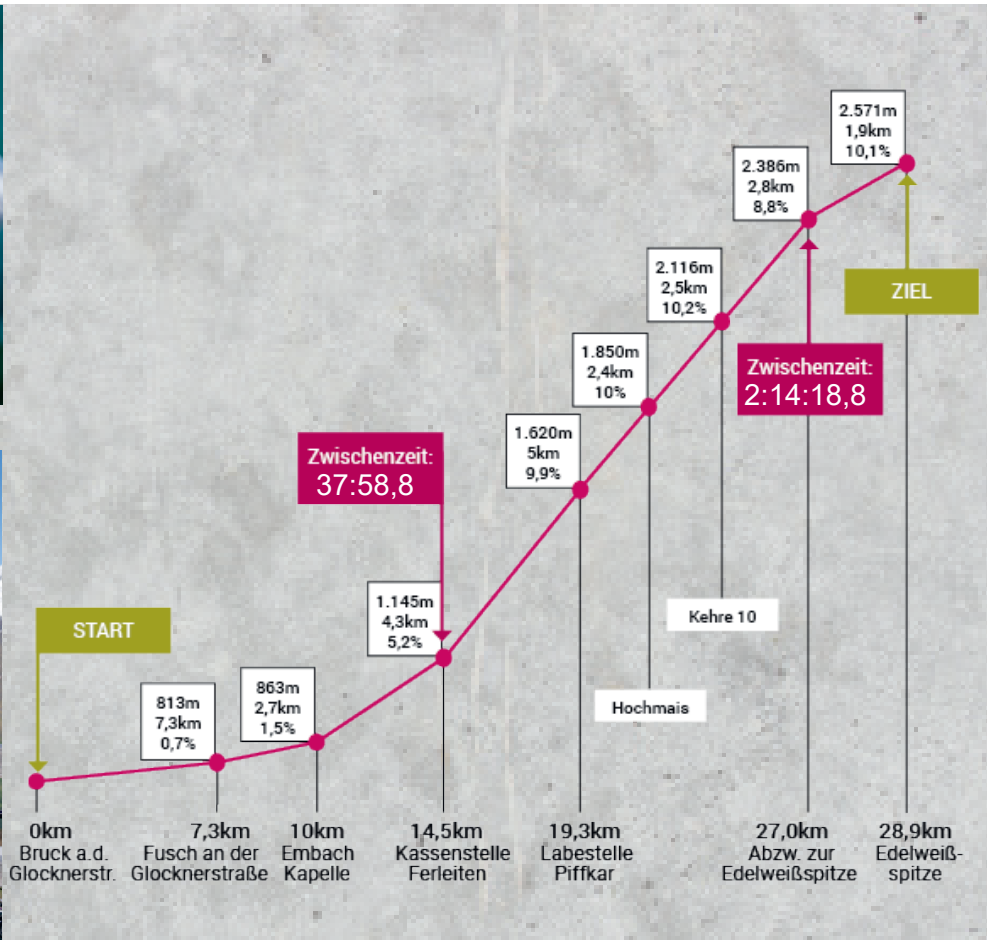 2.571m
1,9km
10,1%
2.386m
2,8km
8,8%
2.116m
2,5km
10,2%
ZIEL
1.850m
2,4km
10%
Zwischenzeit:
2:14:18,8
1.620m
5km
9,9%
Zwischenzeit:
37:58,8
1.145m
4,3km
5,2%
START
Kehre 10
863m
2,7km
1,5%
813m
7,3km
0,7%
Hochmais
0km
Bruck a.d.
Glocknerstr.
7,3km
Fusch an der
Glocknerstraße
10km
Embach
Kapelle
14,5km
Kassenstelle
Ferleiten
19,3km
Labestelle
Piffkar
27,0km
Abzw. zur
Edelweißspitze
28,9km
Edelweiß-
spitze